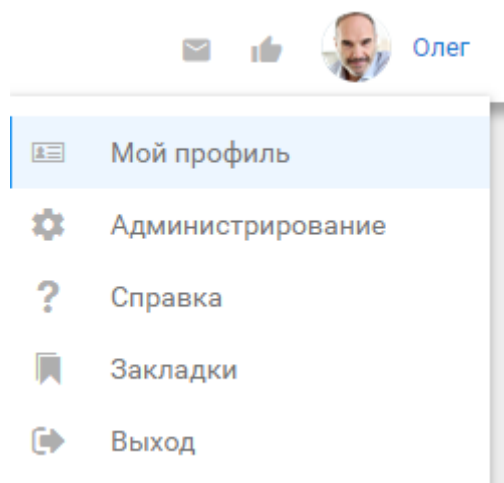 Олег
Мой профиль
Администрирование
Справка
Закладки
Выход